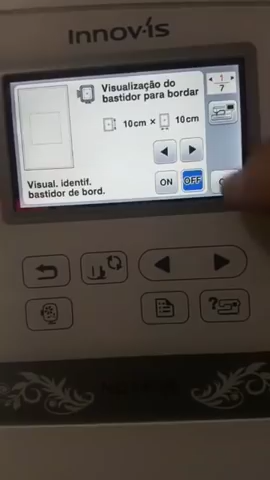 INNOV-IS
Visualização do
bastidor para bordar
1
7
10cm × 10cm
Visual. identif.
bastidor de bord.
ON OFF
?